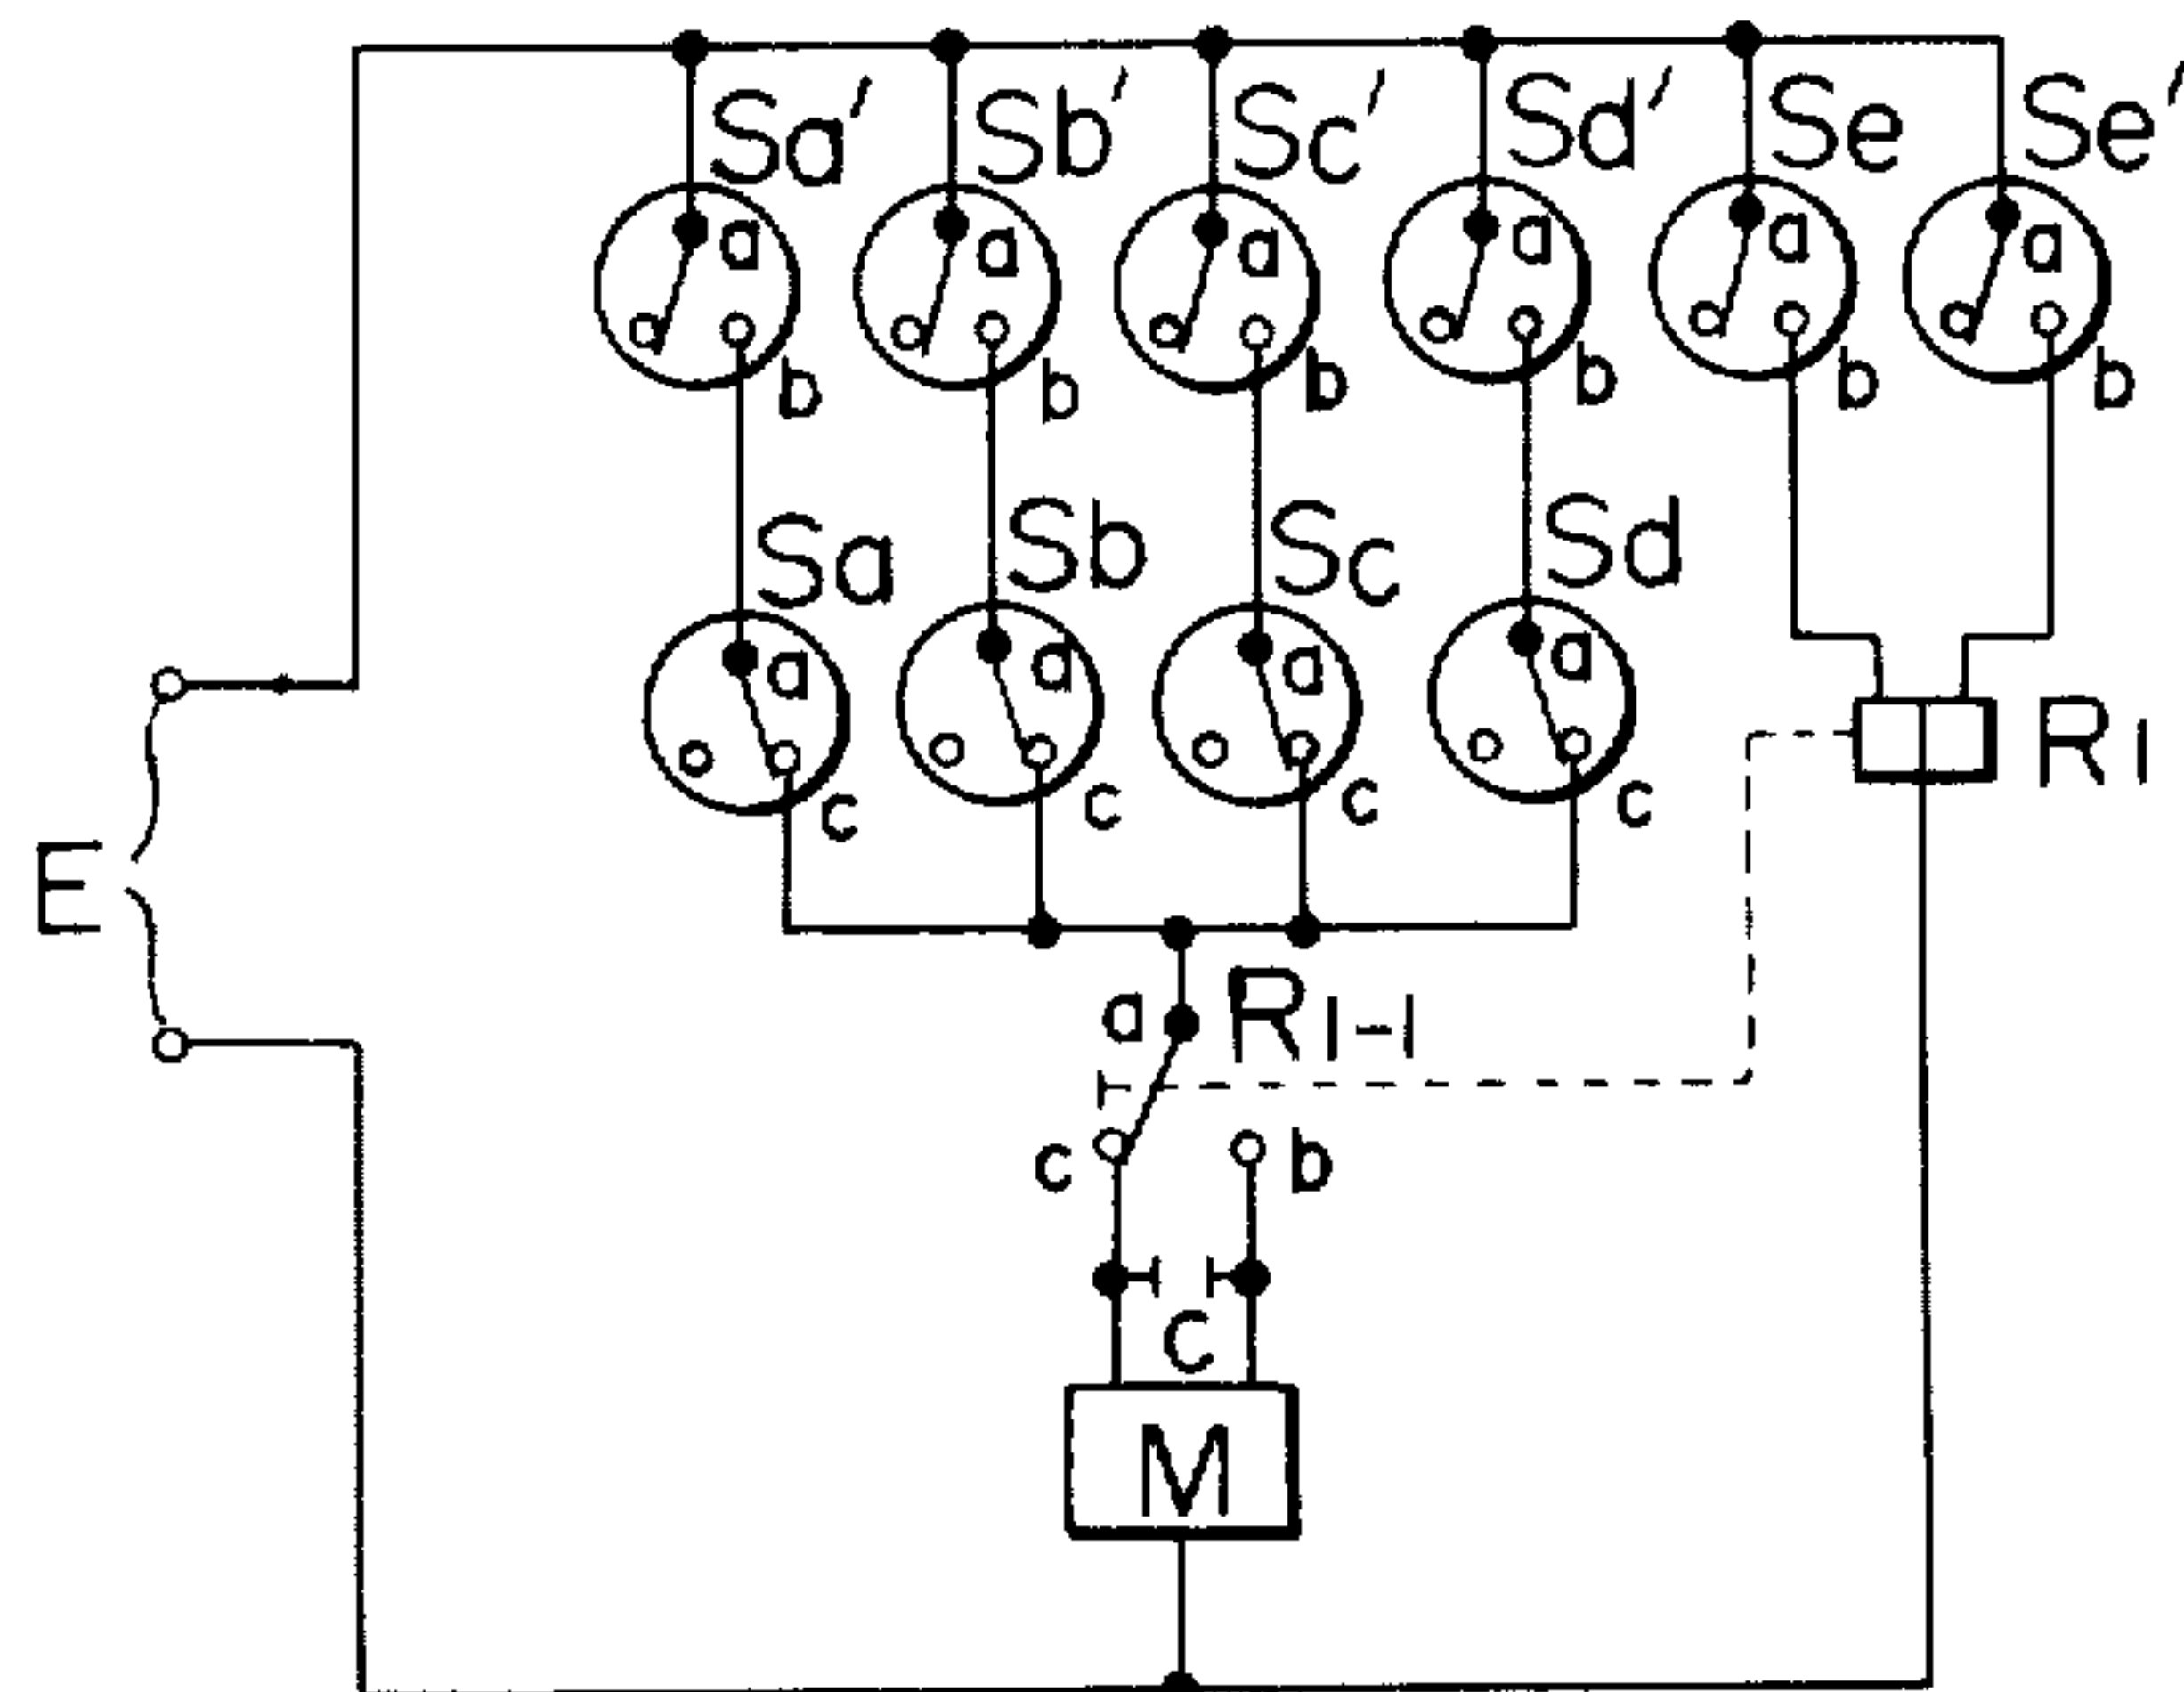 Sa' Sb' Sc' Sd' Se Se'
a a a a a a
b b b b b b
Sa Sb Sc Sd
a a a a
R1
c c c c
E
a R1-1
c b
C
M